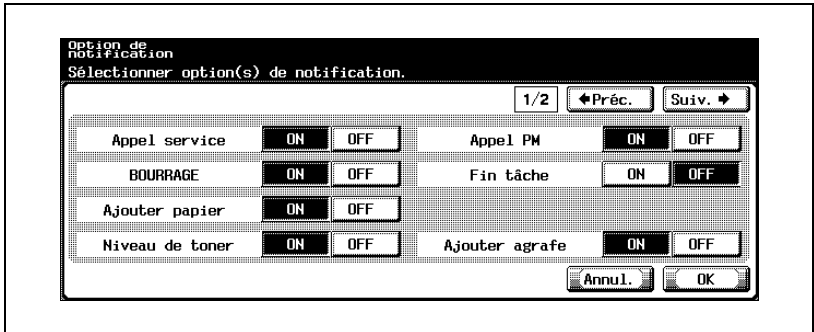 Option de
notification
Sélectionner option(s) de notification.
1/2 Préc. Suiv.
Appel service ON OFF Appel PM ON OFF
BOURRAGE ON OFF Fin tâche ON OFF
Ajouter papier ON OFF
Niveau de toner ON OFF Ajouter agrafe ON OFF
Annul. OK